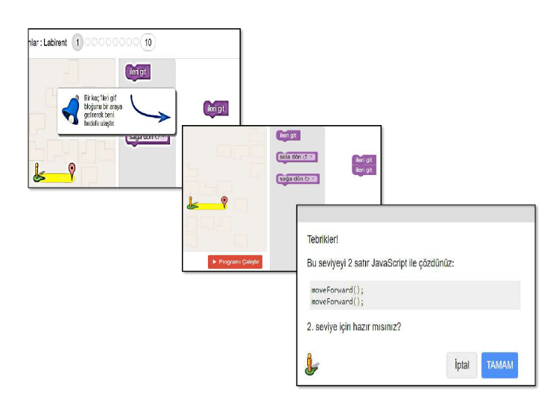 nlar : Labirent 1 10
ileri git
Bir kaç 'ileri git'
bloğunu bir araya
getirerek beni
hedefe ulaştır.
ileri git
sağa dön
ileri git
sola dön
sağa dön
ileri git
ileri git
Programı Çalıştır
Tebrikler!
Bu seviyeyi 2 satır JavaScript ile çözdünüz:
moveForward();
moveForward();
2. seviye için hazır mısınız?
İptal
TAMAM